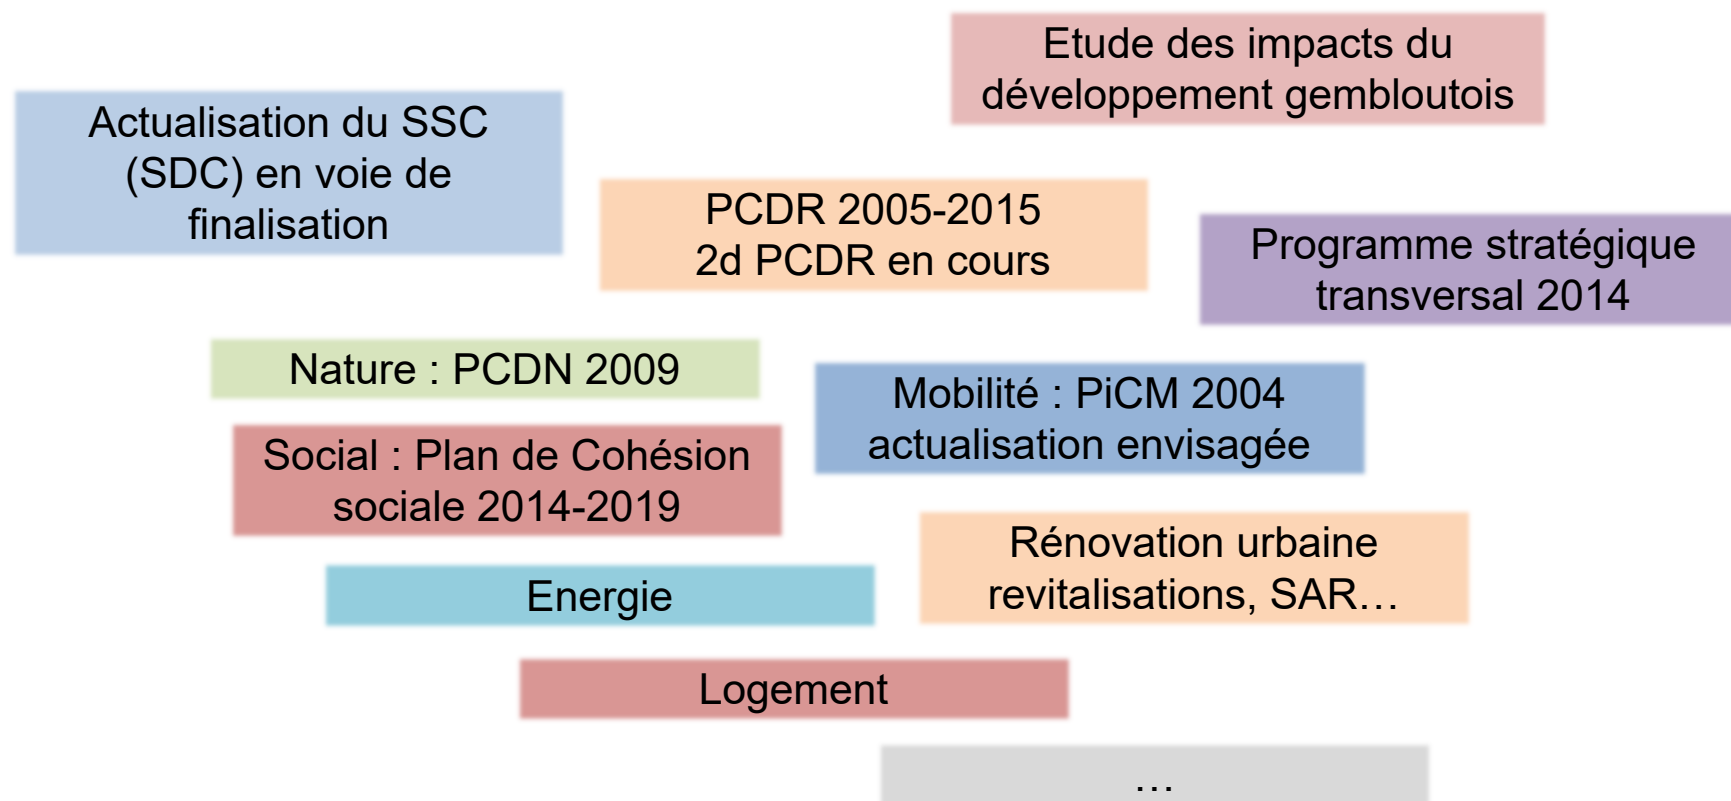 Etude des impacts du
développement gembloutois
Actualisation du SSC
(SDC) en voie de
finalisation
PCDR 2005-2015
2d PCDR en cours
Programme stratégique
transversal 2014
Nature : PCDN 2009
Mobilité : PiCM 2004
actualisation envisagée
Social : Plan de Cohésion
sociale 2014-2019
Rénovation urbaine
revitalisations, SAR…
Energie
Logement
…